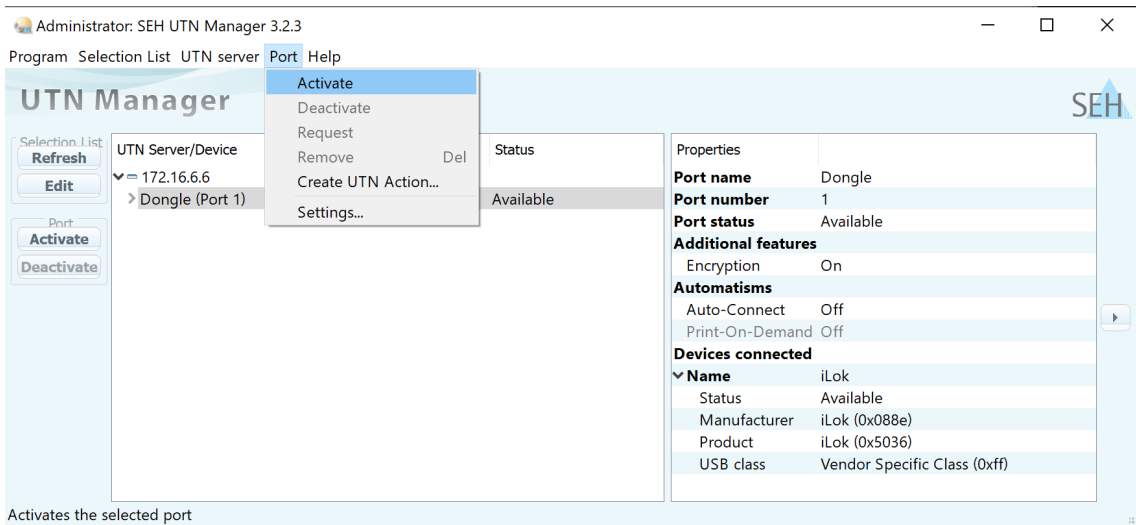 Administrator: SEH UTN Manager 3.2.3
Program Selection List UTN server Port Help
UTN Manager
SEH
Activate
Deactivate
Request
Remove Del
Create UTN Action...
Settings...
Selection List
Refresh
Edit
Port
Activate
Deactivate
UTN Server/Device Status
172.16.6.6
Dongle (Port 1) Available
Properties
Port name Dongle
Port number 1
Port status Available
Additional features
Encryption On
Automatisms
Auto-Connect Off
Print-On-Demand Off
Devices connected
Name iLok
Status Available
Manufacturer iLok (0x088e)
Product iLok (0x5036)
USB class Vendor Specific Class (0xff)
Activates the selected port